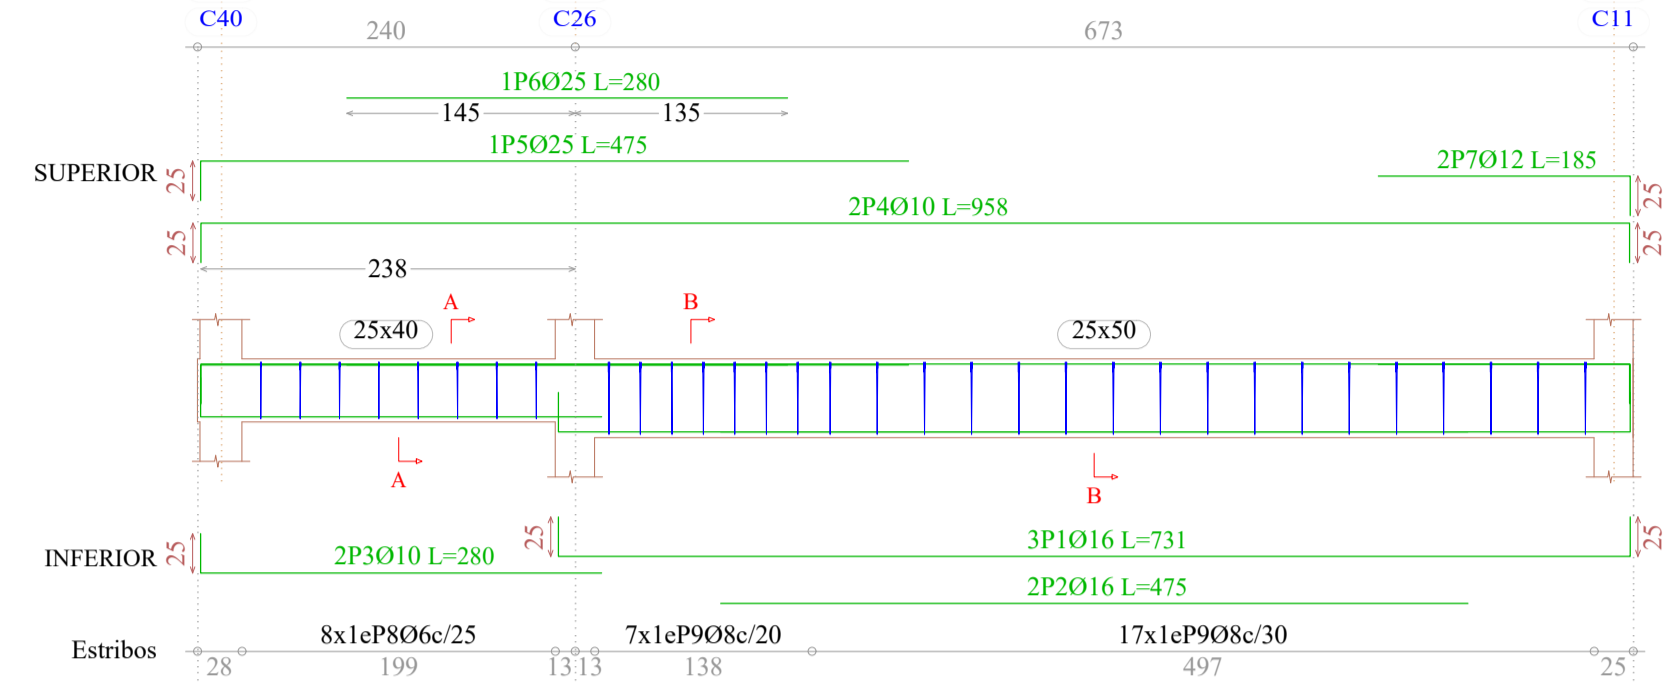 C40 C26 C11
240 673
1P6Ø25 L=280
145 135
1P5Ø25 L=475
2P7Ø12 L=185
SUPERIOR 25 25
2P4Ø10 L=958
25 25
238
A B
25x40 25x50
A B
25 3P1Ø16 L=731 25
INFERIOR 25 2P3Ø10 L=280
2P2Ø16 L=475
Estribos 8x1eP8Ø6c/25 7x1eP9Ø8c/20 17x1eP9Ø8c/30
28 199 13 13 138 497 25